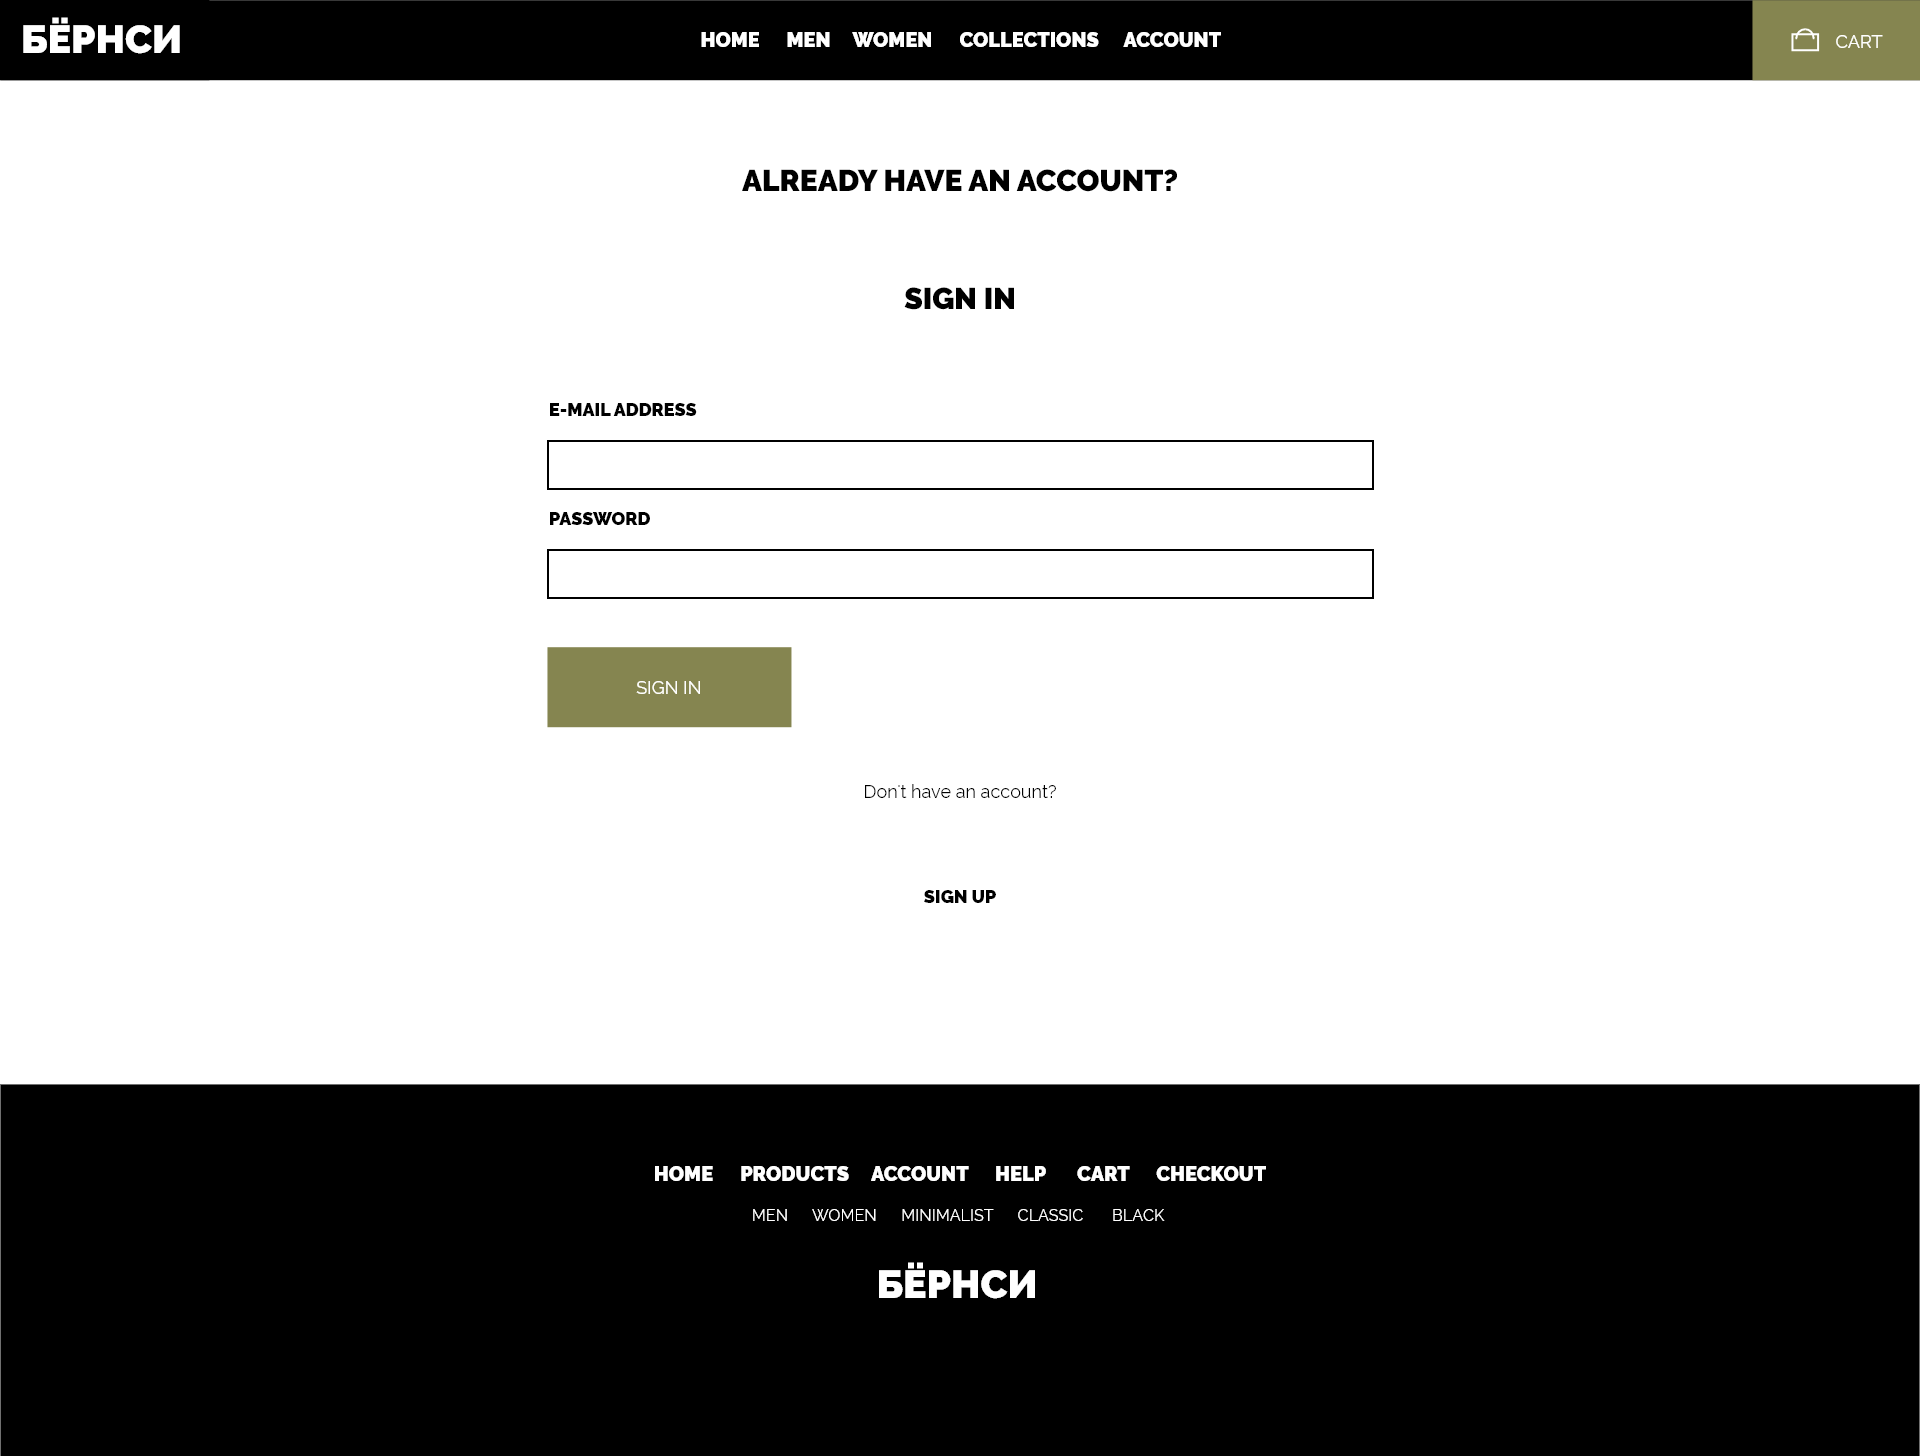 БЁРНСИ HOME MEN WOMEN COLLECTIONS ACCOUNT CART
ALREADY HAVE AN ACCOUNT?
SIGN IN
E-MAIL ADDRESS
PASSWORD
SIGN IN
Don't have an account?
SIGN UP
HOME PRODUCTS ACCOUNT HELP CART CHECKOUT
MEN WOMEN MINIMALIST CLASSIC BLACK
БЁРНСИ